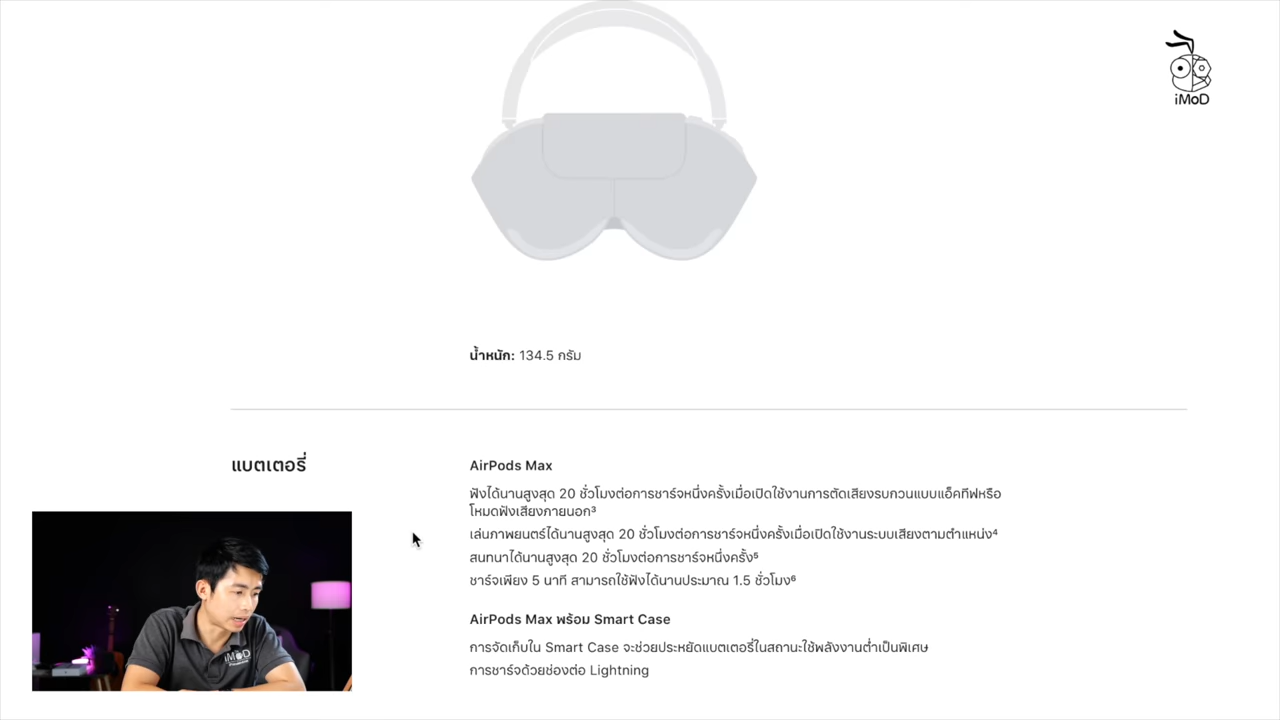 iMoD
น้ำหนัก: 134.5 กรัม
แบตเตอรี่
AirPods Max
ฟังได้นานสูงสุด 20 ชั่วโมงต่อการชาร์จหนึ่งครั้งเมื่อเปิดใช้งานการตัดเสียงรบกวนแบบแอ็คทีฟหรือ
โหมดฟังเสียงภายนอก³
เล่นภาพยนตร์ได้นานสูงสุด 20 ชั่วโมงต่อการชาร์จหนึ่งครั้งเมื่อเปิดใช้งานระบบเสียงตามตำแหน่ง⁴
สนทนาได้นานสูงสุด 20 ชั่วโมงต่อการชาร์จหนึ่งครั้ง⁵
ชาร์จเพียง 5 นาที สามารถใช้ฟังได้นานประมาณ 1.5 ชั่วโมง⁶
AirPods Max พร้อม Smart Case
การจัดเก็บใน Smart Case จะช่วยประหยัดแบตเตอรี่ในสถานะใช้พลังงานต่ำเป็นพิเศษ
การชาร์จด้วยช่องต่อ Lightning
iMoD